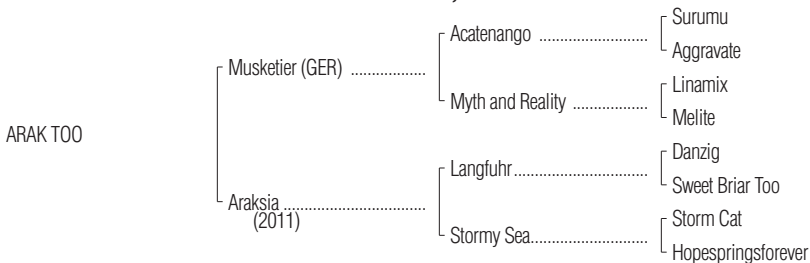 Surumu
Acatenango ....................
Aggravate
Musketier (GER) ..................
Linamix
Myth and Reality ..................
Melite
ARAK TOO
Danzig
Langfuhr.................................
Sweet Briar Too
Araksia ...................................
(2011)
Storm Cat
Stormy Sea.............................
Hopespringsforever